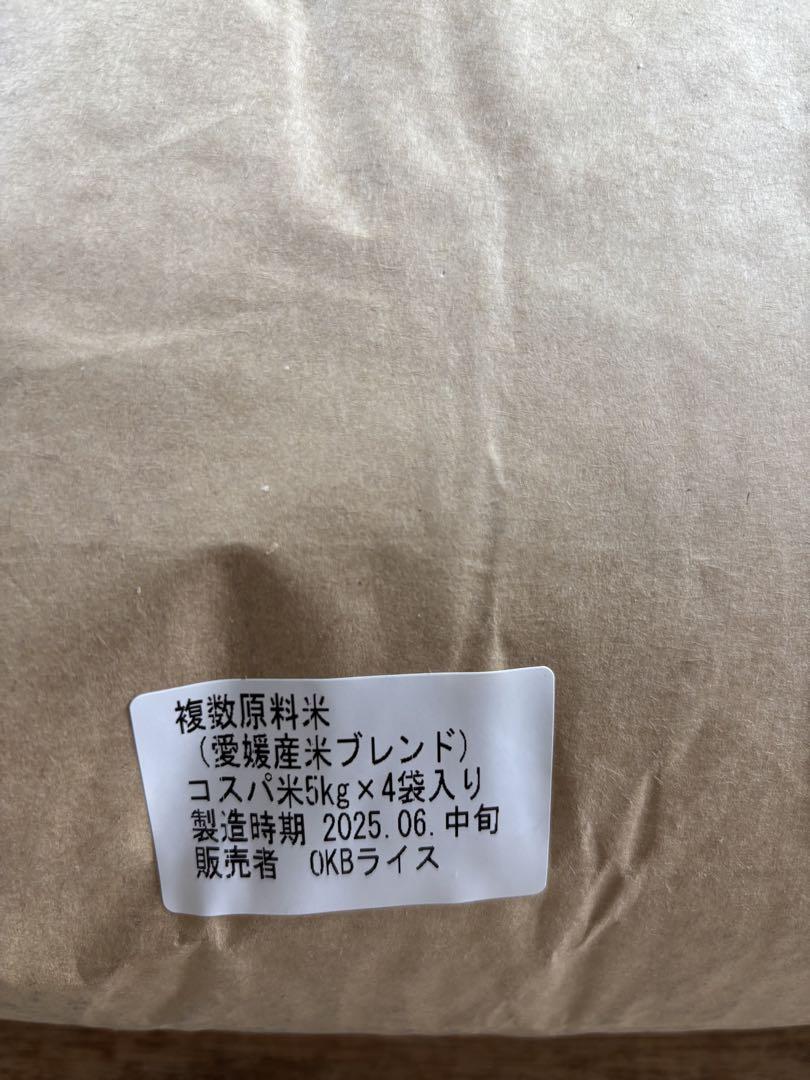 複数原料米
（愛媛産米ブレンド）
コスパ米5kg×4袋入り
製造時期 2025.06.中旬
販売者　OKBライス